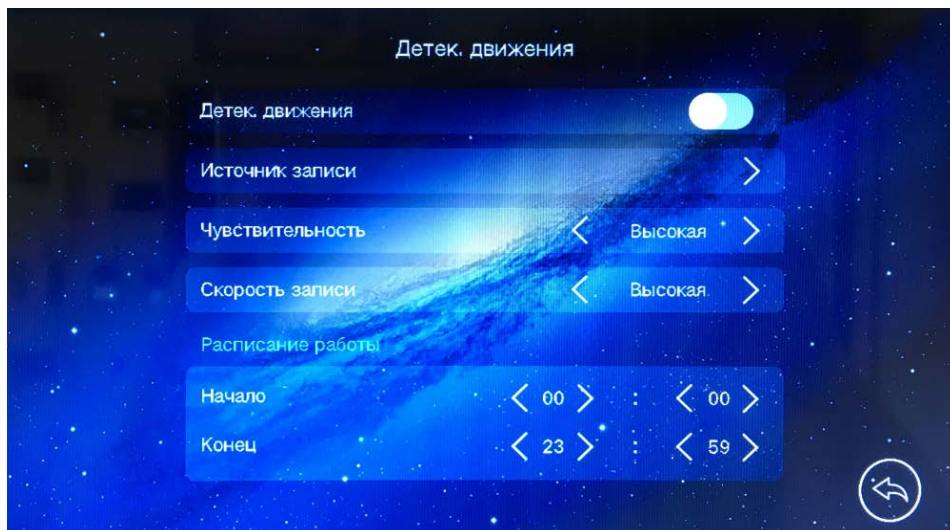 Детек. движения
Детек. движения
Источник записи
Чувствительность Высокая
Скорость записи Высокая
Расписание работы
Начало 00 : 00
Конец 23 : 59